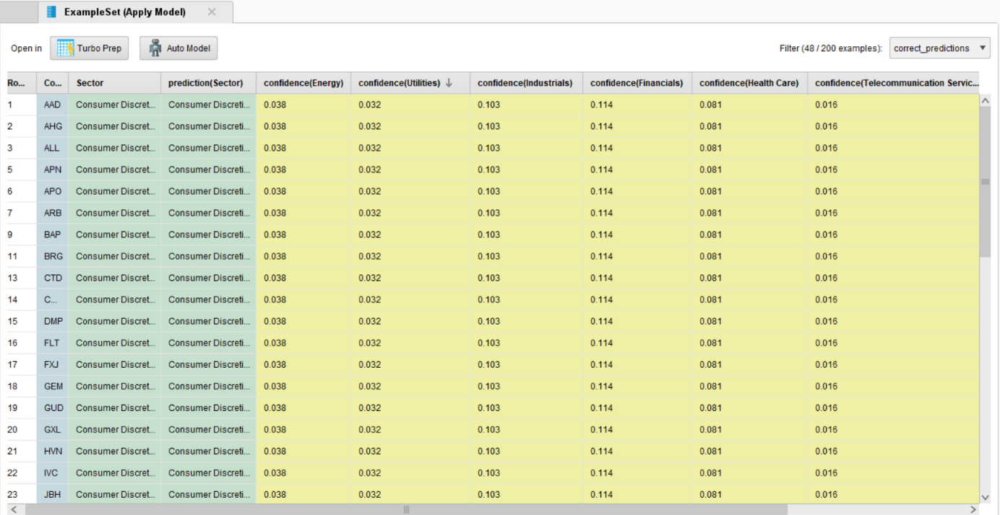 ExampleSet (Apply Model)
Open in Turbo Prep Auto Model Filter (48 / 200 examples): correct_predictions
Ro... Co... Sector prediction(Sector) confidence(Energy) confidence(Utilities) confidence(Industrials) confidence(Financials) confidence(Health Care) confidence(Telecommunication Servic...
1 AAD Consumer Discret... Consumer Discreti... 0.038 0.032 0.103 0.114 0.081 0.016
2 AHG Consumer Discret... Consumer Discreti... 0.038 0.032 0.103 0.114 0.081 0.016
3 ALL Consumer Discret... Consumer Discreti... 0.038 0.032 0.103 0.114 0.081 0.016
5 APN Consumer Discret... Consumer Discreti... 0.038 0.032 0.103 0.114 0.081 0.016
6 APO Consumer Discret... Consumer Discreti... 0.038 0.032 0.103 0.114 0.081 0.016
7 ARB Consumer Discret... Consumer Discreti... 0.038 0.032 0.103 0.114 0.081 0.016
9 BAP Consumer Discret... Consumer Discreti... 0.038 0.032 0.103 0.114 0.081 0.016
11 BRG Consumer Discret... Consumer Discreti... 0.038 0.032 0.103 0.114 0.081 0.016
13 CTD Consumer Discret... Consumer Discreti... 0.038 0.032 0.103 0.114 0.081 0.016
14 C... Consumer Discret... Consumer Discreti... 0.038 0.032 0.103 0.114 0.081 0.016
15 DMP Consumer Discret... Consumer Discreti... 0.038 0.032 0.103 0.114 0.081 0.016
16 FLT Consumer Discret... Consumer Discreti... 0.038 0.032 0.103 0.114 0.081 0.016
17 FXJ Consumer Discret... Consumer Discreti... 0.038 0.032 0.103 0.114 0.081 0.016
18 GEM Consumer Discret... Consumer Discreti... 0.038 0.032 0.103 0.114 0.081 0.016
19 GUD Consumer Discret... Consumer Discreti... 0.038 0.032 0.103 0.114 0.081 0.016
20 GXL Consumer Discret... Consumer Discreti... 0.038 0.032 0.103 0.114 0.081 0.016
21 HVN Consumer Discret... Consumer Discreti... 0.038 0.032 0.103 0.114 0.081 0.016
22 IVC Consumer Discret... Consumer Discreti... 0.038 0.032 0.103 0.114 0.081 0.016
23 JBH Consumer Discret... Consumer Discreti... 0.038 0.032 0.103 0.114 0.081 0.016